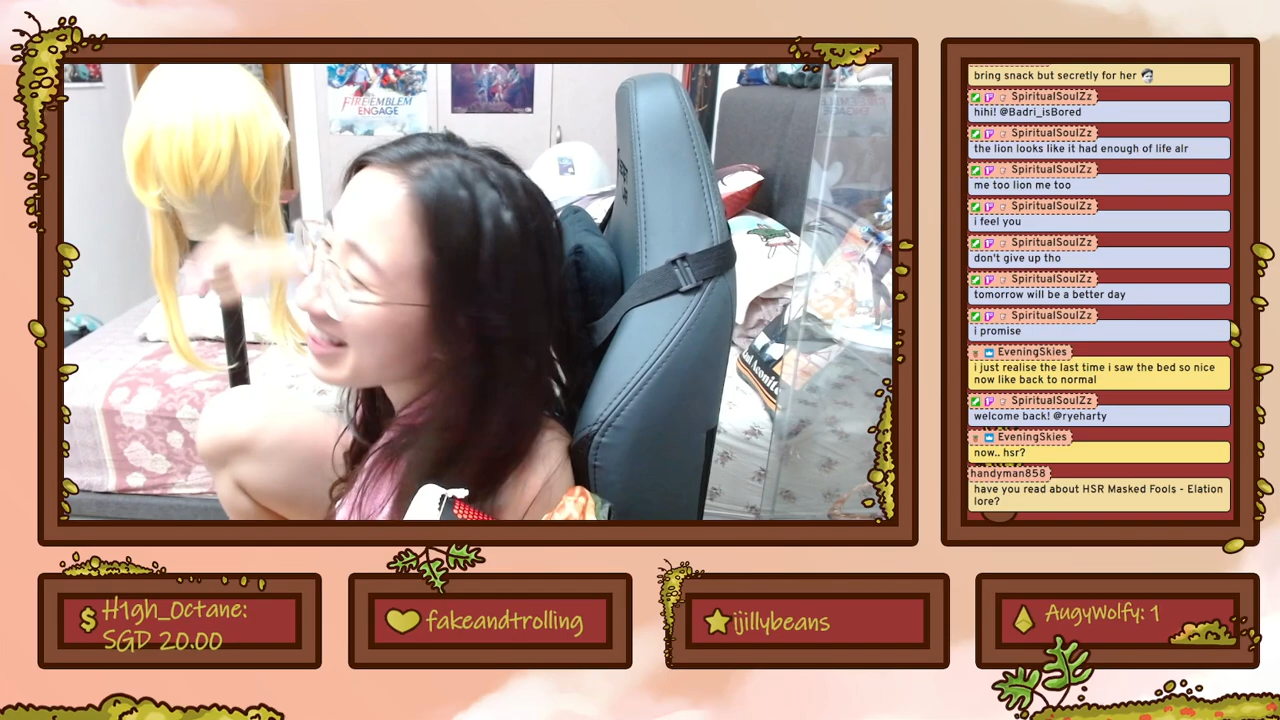 FIRE EMBLEM
ENGAGE
bring snack but secretly for her
SpiritualSoulZz
hihi! @Badri_isBored
SpiritualSoulZz
the lion looks like it had enough of life alr
SpiritualSoulZz
me too lion me too
SpiritualSoulZz
i feel you
SpiritualSoulZz
don't give up tho
SpiritualSoulZz
tomorrow will be a better day
SpiritualSoulZz
i promise
EveningSkies
i just realise the last time i saw the bed so nice
now like back to normal
SpiritualSoulZz
welcome back! @ryeharty
EveningSkies
now.. hsr?
handyman858
have you read about HSR Masked Fools - Elation
lore?
$ H1gh_Octane:
SGD 20.00
fakeandtrolling
ijillybeans
AugyWolfy: 1